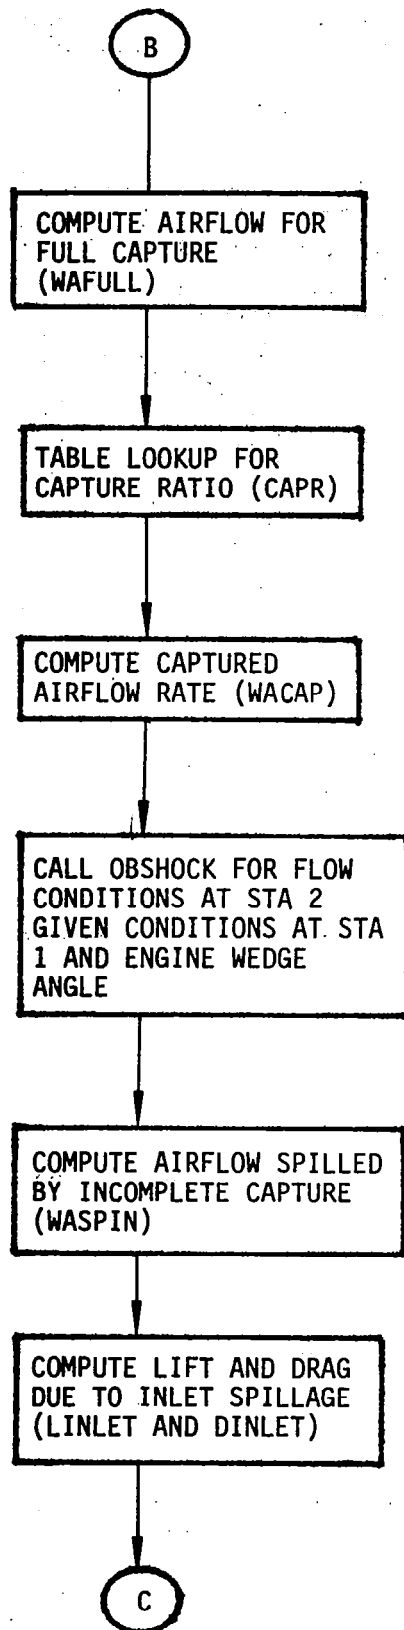 B
COMPUTE AIRFLOW FOR
FULL CAPTURE
(WAFULL)
TABLE LOOKUP FOR
CAPTURE RATIO (CAPR)
COMPUTE CAPTURED
AIRFLOW RATE (WACAP)
CALL OBSHOCK FOR FLOW
CONDITIONS AT STA 2
GIVEN CONDITIONS AT STA
1 AND ENGINE WEDGE
ANGLE
COMPUTE AIRFLOW SPILLED
BY INCOMPLETE CAPTURE
(WASPIN)
COMPUTE LIFT AND DRAG
DUE TO INLET SPILLAGE
(LINLET AND DINLET)
C